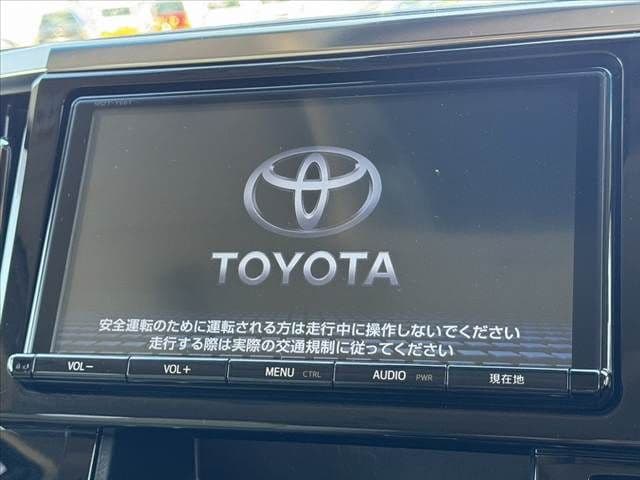 TOYOTA
安全運転のために運転される方は走行中に操作しないでください
走行する際は実際の交通規制に従ってください
VOL− VOL+ MENU CTRL AUDIO PWR 現在地